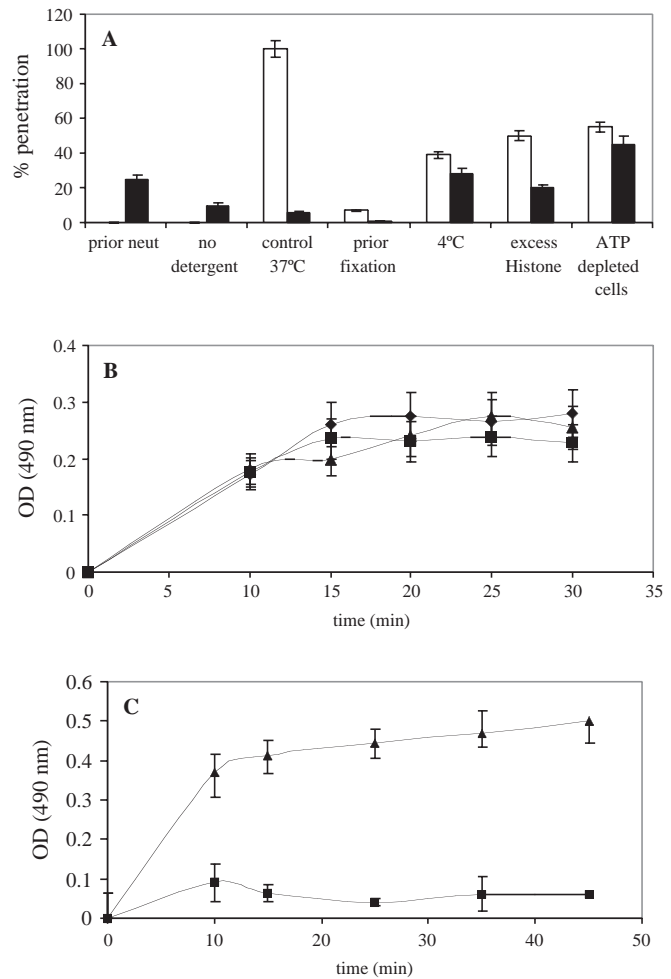 A
% penetration
120
100
80
60
40
20
0
prior neut
no
detergent
control
37ºC
prior
fixation
4ºC
excess
Histone
ATP
depleted
cells
B
OD (490 nm)
0.4
0.3
0.2
0.1
0
0 5 10 15 20 25 30 35
time (min)
C
OD (490 nm)
0.6
0.5
0.4
0.3
0.2
0.1
0
0 10 20 30 40 50
time (min)